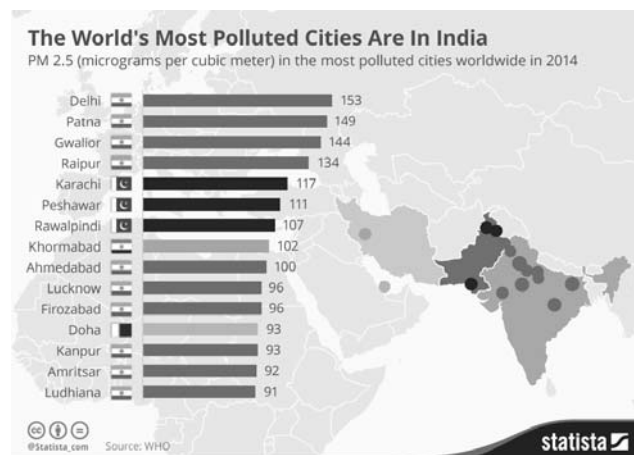 The World's Most Polluted Cities Are In India
PM 2.5 (micrograms per cubic meter) in the most polluted cities worldwide in 2014
Delhi 153
Patna 149
Gwalior 144
Raipur 134
Karachi 117
Peshawar 111
Rawalpindi 107
Khormabad 102
Ahmedabad 100
Lucknow 96
Firozabad 96
Doha 93
Kanpur 93
Amritsar 92
Ludhiana 91
@Statista_com Source: WHO
statista